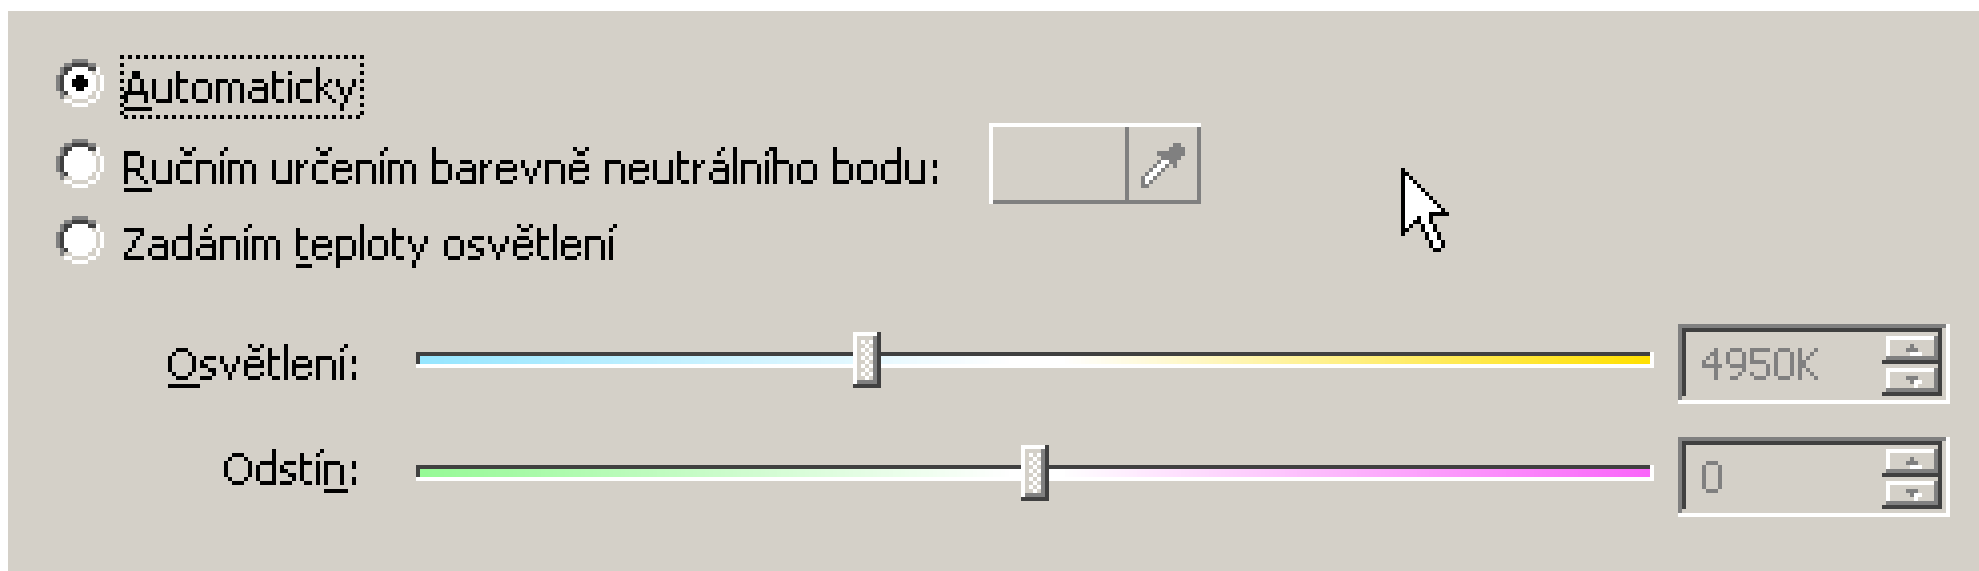 Automaticky
Ručním určením barevně neutrálního bodu:
Zadáním teploty osvětlení
Osvětlení: 4950K
Odstín: 0